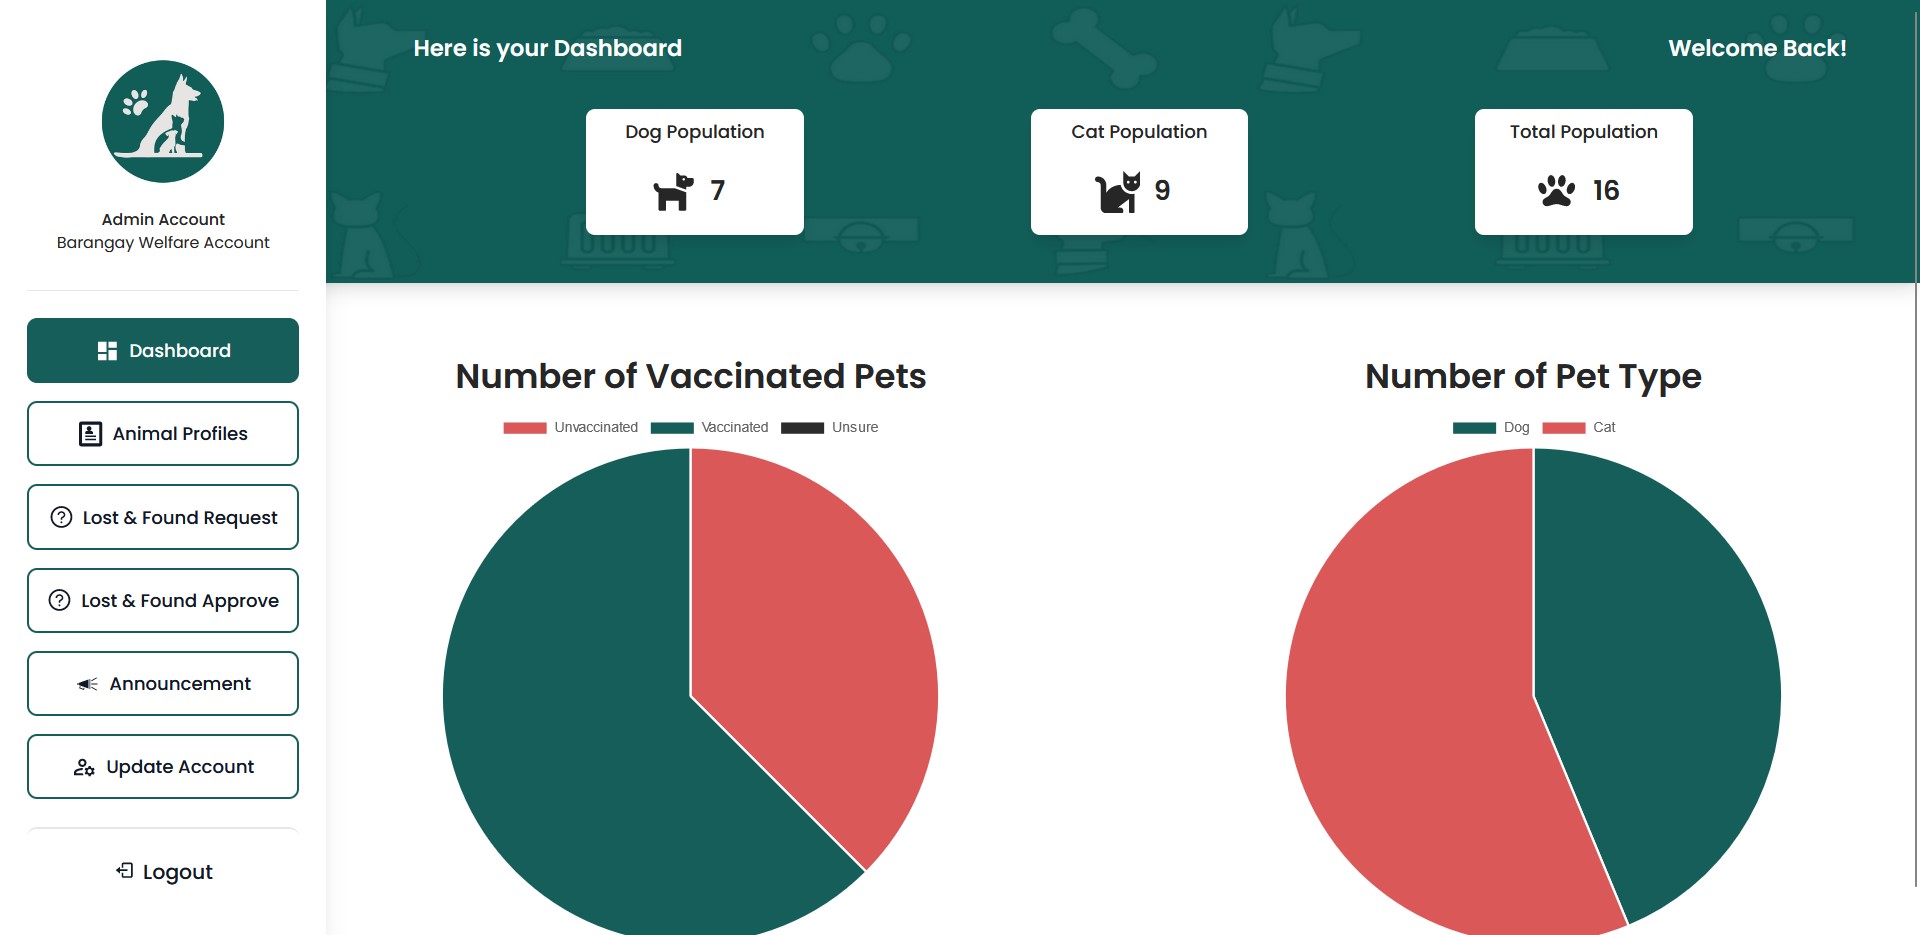 Here is your Dashboard
Welcome Back!
Dog Population
7
Cat Population
9
Total Population
16
Admin Account
Barangay Welfare Account
Dashboard
Animal Profiles
Lost & Found Request
Lost & Found Approve
Announcement
Update Account
Logout
Number of Vaccinated Pets
Unvaccinated Vaccinated Unsure
Number of Pet Type
Dog Cat